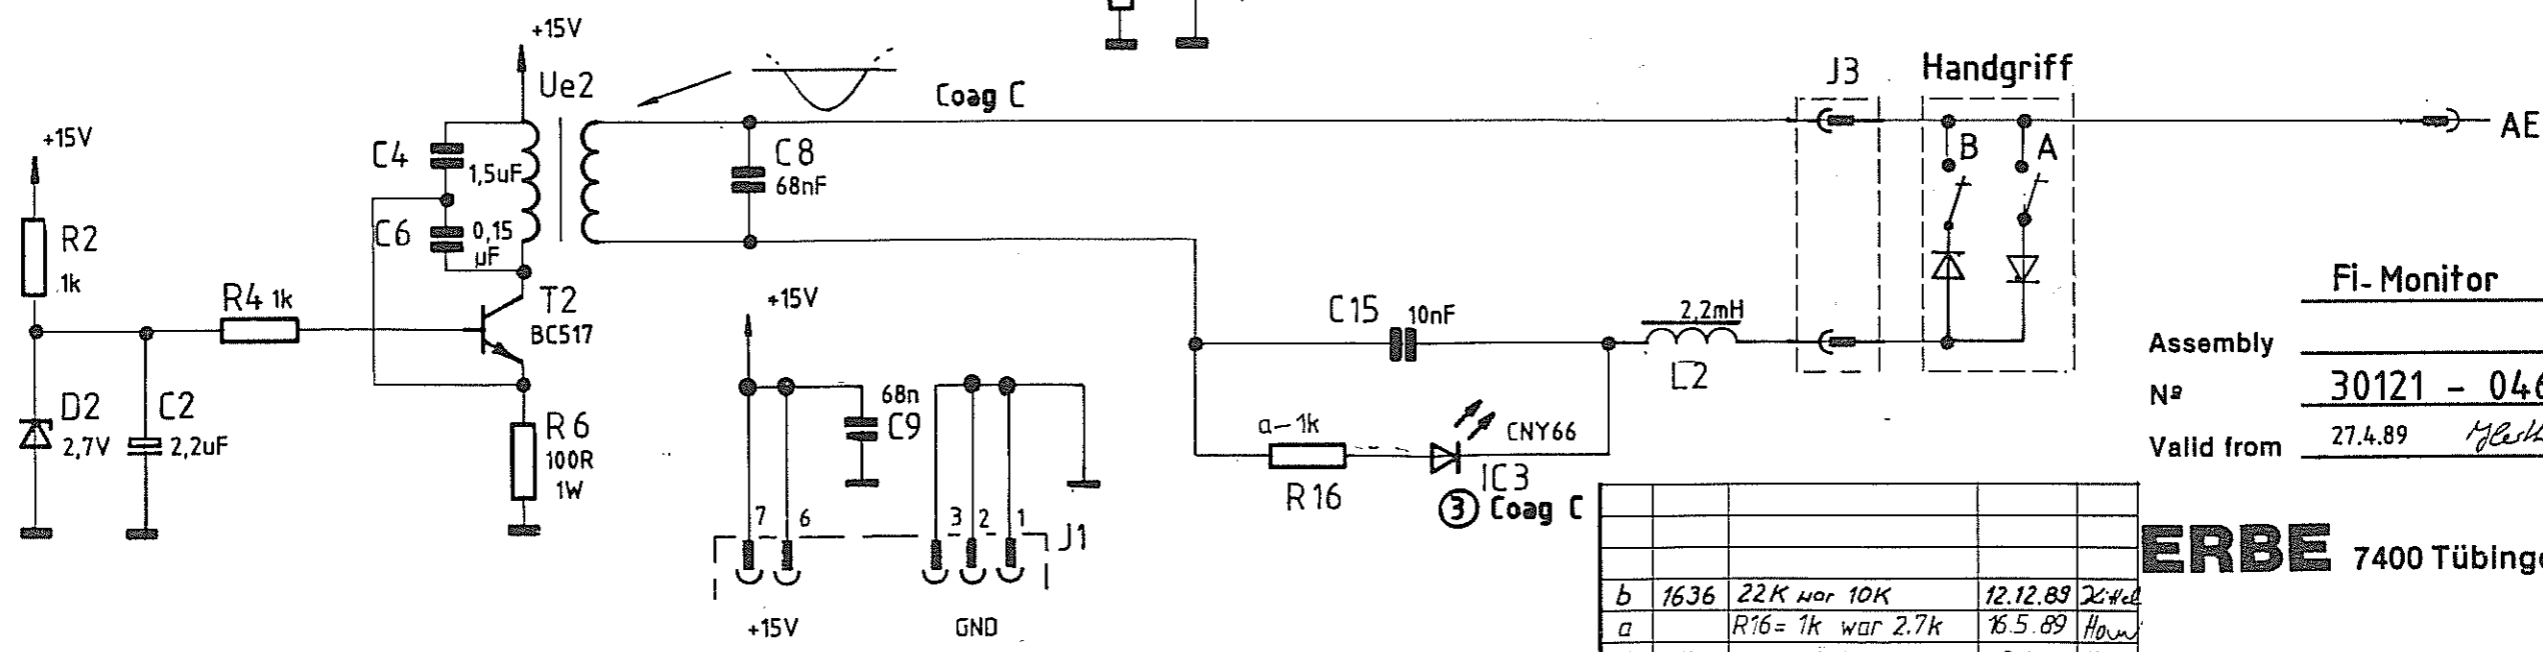 +15V
Ue2
Coag C
J3
Handgriff
+15V
C4
1,5uF
C8
68nF
B
A
AE
C6
0,15
µF
R2
1k
R4 1k
T2
BC517
+15V
C15
10nF
2,2mH
L2
Fi-Monitor
Assembly
Nº
30121 - 046
Valid from
27.4.89
D2
2,7V
C2
2,2uF
R6
100R
1W
68n
C9
a-1k
R16
CNY66
IC3
3 Coag C
7
6
3
2
1
J1
+15V
GND
ERBE 7400 Tübinge
b 1636 22K war 10K 12.12.89
a R16= 1k war 2.7k 16.5.89